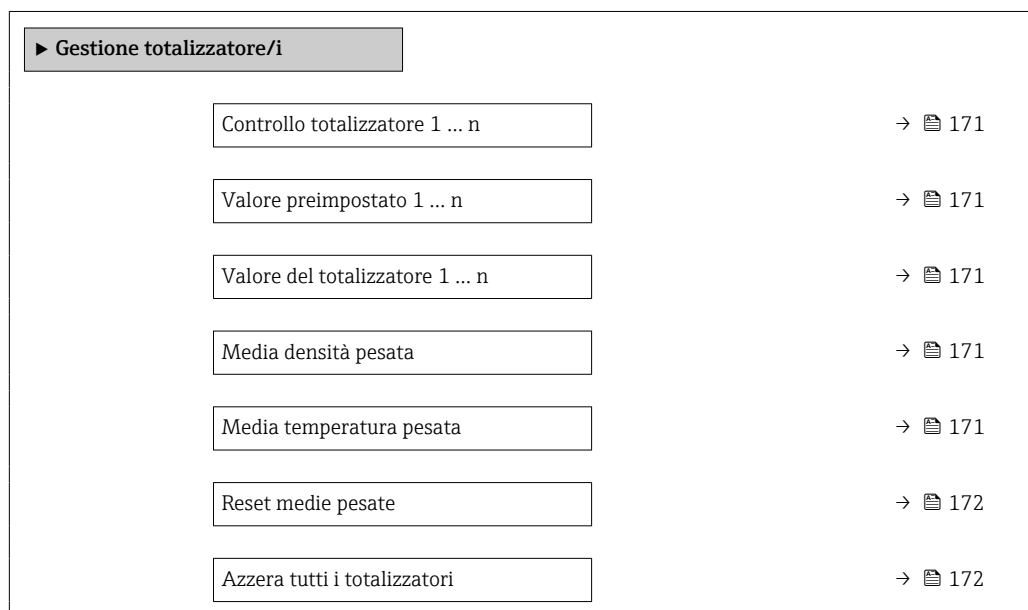 ▶ Gestione totalizzatore/i
Controllo totalizzatore 1 … n → 171
Valore preimpostato 1 … n → 171
Valore del totalizzatore 1 … n → 171
Media densità pesata → 171
Media temperatura pesata → 171
Reset medie pesate → 172
Azzera tutti i totalizzatori → 172